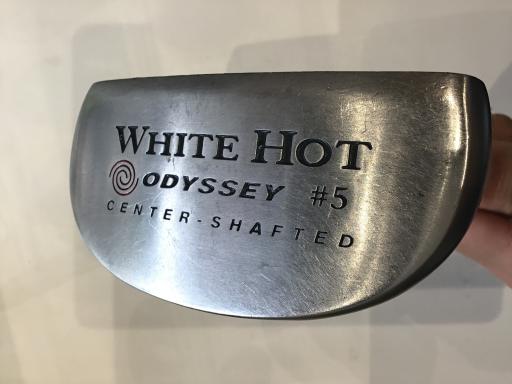 WHITE HOT
ODYSSEY #5
CENTER-SHAFTED